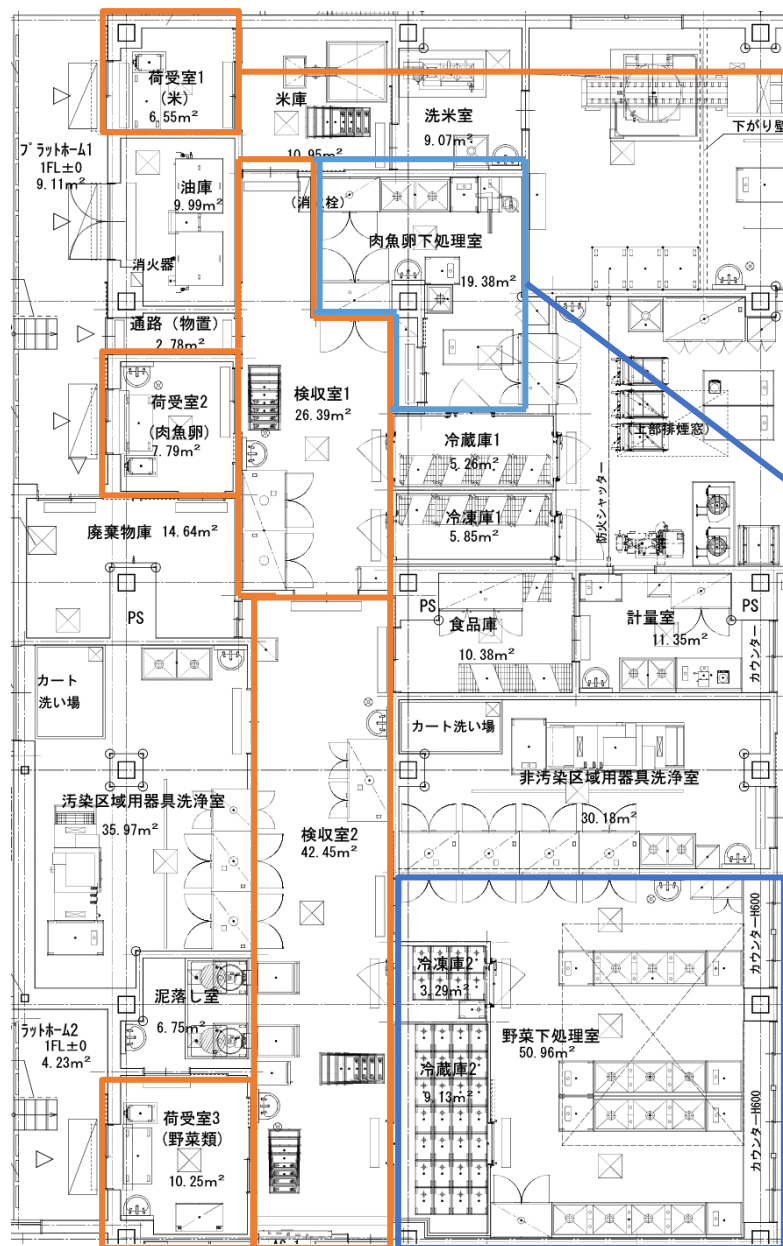 荷受室1
(米)
6.55m²
米庫
10.95m²
洗米室
9.07m²
下がり壁
プラットホーム1
1FL±0
9.11m²
油庫
9.99m²
消火器
肉魚卵下処理室
19.38m²
通路（物置）
2.78m²
荷受室2
(肉魚卵)
7.79m²
検収室1
26.39m²
冷蔵庫1
5.26m²
(上部排煙窓)
防火シャッター
冷凍庫1
5.85m²
廃棄物庫 14.64m²
PS
PS
食品庫
10.38m²
計量室
11.35m²
PS
カウンター
カート
洗い場
カート洗い場
汚染区域用器具洗浄室
35.97m²
非汚染区域用器具洗浄室
30.18m²
検収室2
42.45m²
カウンターH600
冷凍庫2
3.29m²
泥落し室
6.75m²
ラットホーム2
1FL±0
4.23m²
野菜下処理室
50.96m²
冷蔵庫2
9.13m²
カウンターH600
荷受室3
(野菜類)
10.25m²